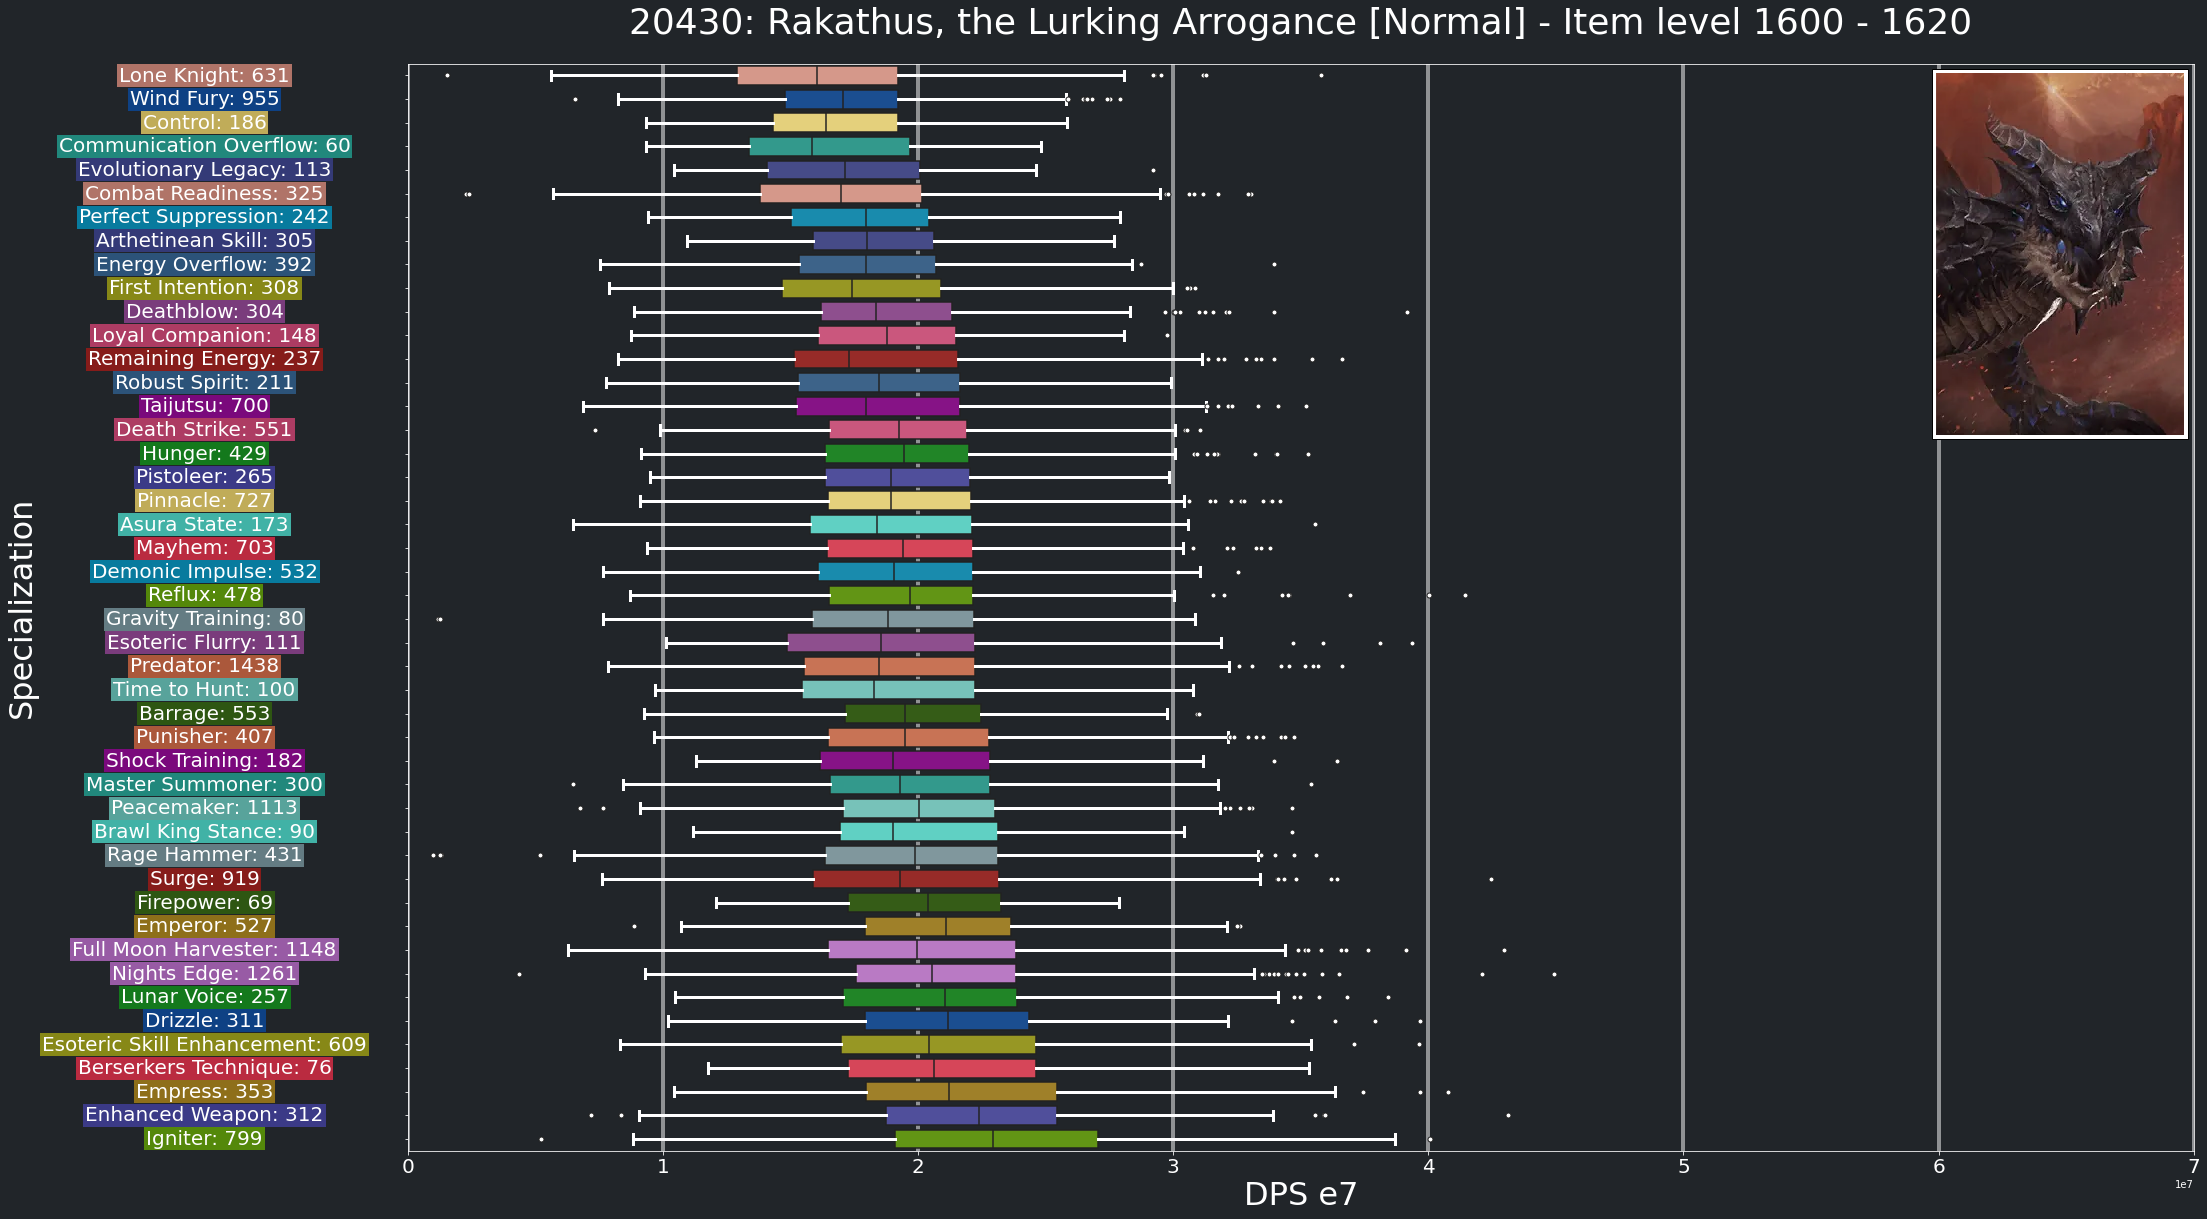 20430: Rakathus, the Lurking Arrogance [Normal] - Item level 1600 - 1620
Specialization
Lone Knight: 631
Wind Fury: 955
Control: 186
Communication Overflow: 60
Evolutionary Legacy: 113
Combat Readiness: 325
Perfect Suppression: 242
Arthetinean Skill: 305
Energy Overflow: 392
First Intention: 308
Deathblow: 304
Loyal Companion: 148
Remaining Energy: 237
Robust Spirit: 211
Taijutsu: 700
Death Strike: 551
Hunger: 429
Pistoleer: 265
Pinnacle: 727
Asura State: 173
Mayhem: 703
Demonic Impulse: 532
Reflux: 478
Gravity Training: 80
Esoteric Flurry: 111
Predator: 1438
Time to Hunt: 100
Barrage: 553
Punisher: 407
Shock Training: 182
Master Summoner: 300
Peacemaker: 1113
Brawl King Stance: 90
Rage Hammer: 431
Surge: 919
Firepower: 69
Emperor: 527
Full Moon Harvester: 1148
Nights Edge: 1261
Lunar Voice: 257
Drizzle: 311
Esoteric Skill Enhancement: 609
Berserkers Technique: 76
Empress: 353
Enhanced Weapon: 312
Igniter: 799
0 1 2 3 4 5 6 7
1e7
DPS e7